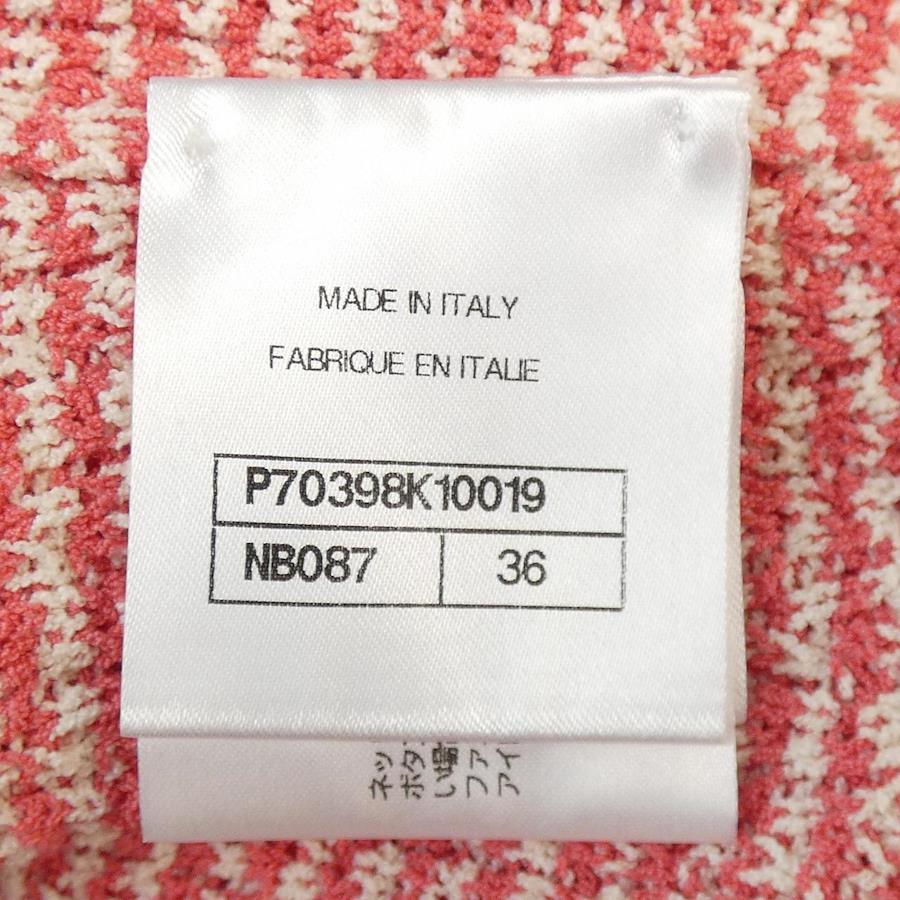 MADE IN ITALY
FABRIQUE EN ITALIE
P70398K10019
NB087 36